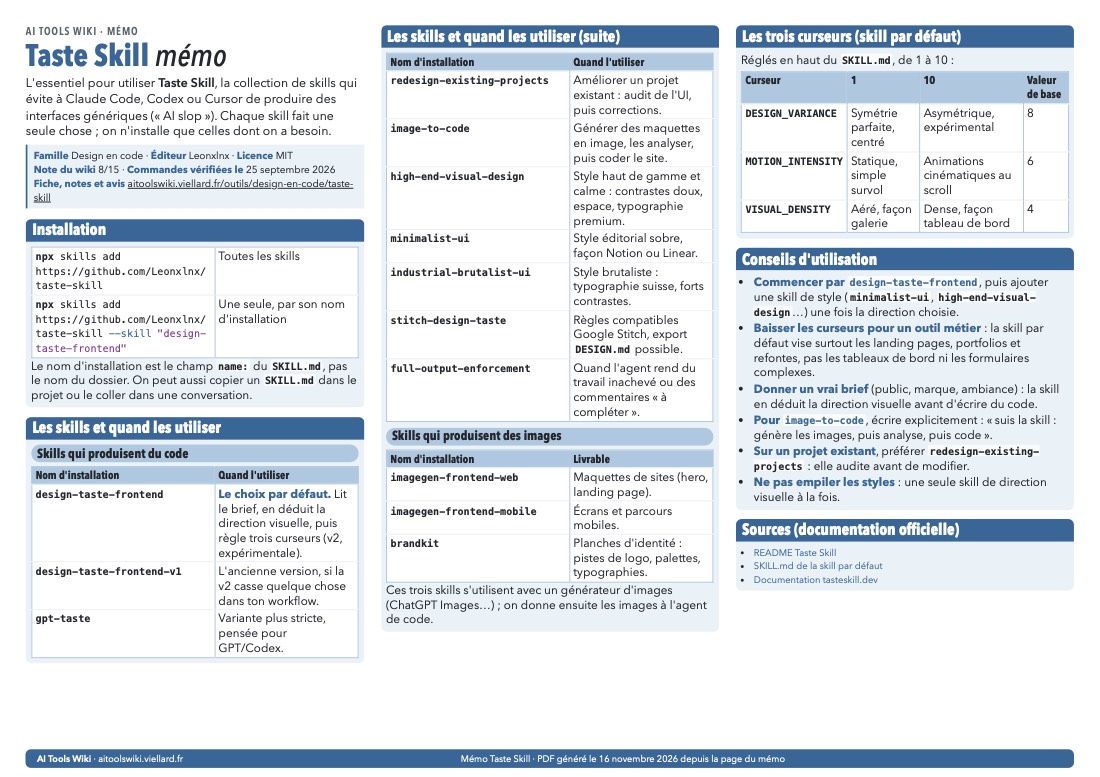 AI TOOLS WIKI · MÉMO
Taste Skill mémo
L'essentiel pour utiliser Taste Skill, la collection de skills qui
évite à Claude Code, Codex ou Cursor de produire des
interfaces génériques (« AI slop »). Chaque skill fait une
seule chose ; on n'installe que celles dont on a besoin.
Famille Design en code · Éditeur Leonxlnx · Licence MIT
Note du wiki 8/15 · Commandes vérifiées le 25 septembre 2026
Fiche, notes et avis aitoolswiki.viellard.fr/outils/design-en-code/taste-
skill
Installation
npx skills add
https://github.com/Leonxlnx/
taste-skill
Toutes les skills
npx skills add
https://github.com/Leonxlnx/
taste-skill --skill "design-
taste-frontend"
Une seule, par son nom
d'installation
Le nom d'installation est le champ name: du SKILL.md, pas
le nom du dossier. On peut aussi copier un SKILL.md dans le
projet ou le coller dans une conversation.
Les skills et quand les utiliser
Skills qui produisent du code
Nom d'installation
Quand l'utiliser
design-taste-frontend
Le choix par défaut. Lit
le brief, en déduit la
direction visuelle, puis
règle trois curseurs (v2,
expérimentale).
design-taste-frontend-v1
L'ancienne version, si la
v2 casse quelque chose
dans ton workflow.
gpt-taste
Variante plus stricte,
pensée pour
GPT/Codex.
Les skills et quand les utiliser (suite)
Nom d'installation
Quand l'utiliser
redesign-existing-projects
Améliorer un projet
existant : audit de l'UI,
puis corrections.
image-to-code
Générer des maquettes
en image, les analyser,
puis coder le site.
high-end-visual-design
Style haut de gamme et
calme : contrastes doux,
espace, typographie
premium.
minimalist-ui
Style éditorial sobre,
façon Notion ou Linear.
industrial-brutalist-ui
Style brutaliste :
typographie suisse, forts
contrastes.
stitch-design-taste
Règles compatibles
Google Stitch, export
DESIGN.md possible.
full-output-enforcement
Quand l'agent rend du
travail inachevé ou des
commentaires « à
compléter ».
Skills qui produisent des images
Nom d'installation
Livrable
imagegen-frontend-web
Maquettes de sites (hero,
landing page).
imagegen-frontend-mobile
Écrans et parcours
mobiles.
brandkit
Planches d'identité :
pistes de logo, palettes,
typographies.
Ces trois skills s'utilisent avec un générateur d'images
(ChatGPT Images…) ; on donne ensuite les images à l'agent
de code.
Les trois curseurs (skill par défaut)
Réglés en haut du SKILL.md, de 1 à 10 :
Curseur
1
10
Valeur
de base
DESIGN_VARIANCE
Symétrie
parfaite,
centré
Asymétrique,
expérimental
8
MOTION_INTENSITY
Statique,
simple
survol
Animations
cinématiques au
scroll
6
VISUAL_DENSITY
Aéré, façon
galerie
Dense, façon
tableau de bord
4
Conseils d'utilisation
• Commencer par design-taste-frontend, puis ajouter
une skill de style (minimalist-ui, high-end-visual-
design…) une fois la direction choisie.
• Baisser les curseurs pour un outil métier : la skill par
défaut vise surtout les landing pages, portfolios et
refontes, pas les tableaux de bord ni les formulaires
complexes.
• Donner un vrai brief (public, marque, ambiance) : la skill
en déduit la direction visuelle avant d'écrire du code.
• Pour image-to-code, écrire explicitement : « suis la skill :
génère les images, puis analyse, puis code ».
• Sur un projet existant, préférer redesign-existing-
projects : elle audite avant de modifier.
• Ne pas empiler les styles : une seule skill de direction
visuelle à la fois.
Sources (documentation officielle)
• README Taste Skill
• SKILL.md de la skill par défaut
• Documentation tasteskill.dev
AI Tools Wiki · aitoolswiki.viellard.fr
Mémo Taste Skill · PDF généré le 16 novembre 2026 depuis la page du mémo